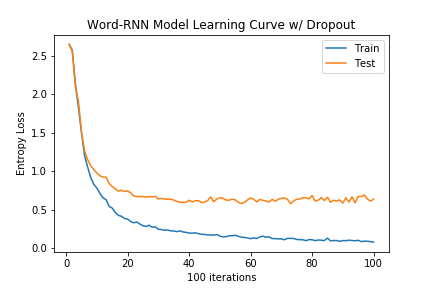 Word-RNN Model Learning Curve w/ Dropout
Train
Test
2.5
2.0
1.5
1.0
0.5
0.0
Entropy Loss
0 20 40 60 80 100
100 iterations